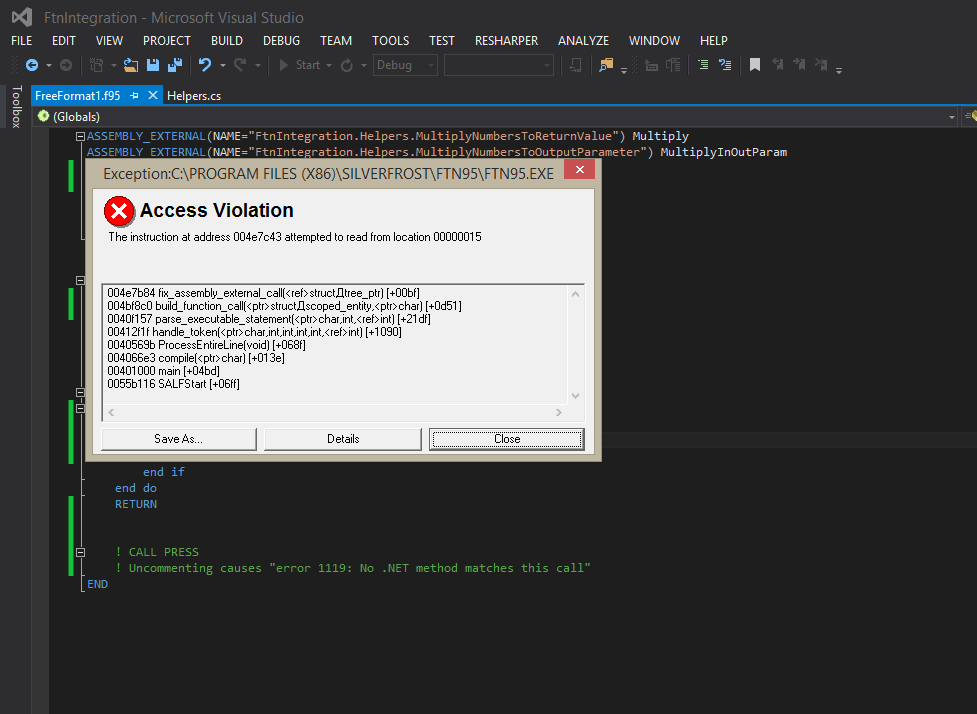 FtnIntegration - Microsoft Visual Studio
FILE EDIT VIEW PROJECT BUILD DEBUG TEAM TOOLS TEST RESHARPER ANALYZE WINDOW HELP
Start Debug
Toolbox
FreeFormat1.f95 Helpers.cs
(Globals)
ASSEMBLY_EXTERNAL(NAME="FtnIntegration.Helpers.MultiplyNumbersToReturnValue") Multiply
ASSEMBLY_EXTERNAL(NAME="FtnIntegration.Helpers.MultiplyNumbersToOutputParameter") MultiplyInOutParam
Exception:C:\PROGRAM FILES (X86)\SILVERFROST\FTN95\FTN95.EXE
Access Violation
The instruction at address 004e7c43 attempted to read from location 00000015
004e7b84 fix_assembly_external_call(<ref>structДtree_ptr) [+00bf]
004bf8c0 build_function_call(<ptr>structДscoped_entity,<ptr>char) [+0d51]
0040f157 parse_executable_statement(<ptr>char,int,<ref>int) [+21df]
00412f1f handle_token(<ptr>char,int,int,int,int,<ref>int) [+1090]
0040569b ProcessEntireLine(void) [+068f]
004066e3 compile(<ptr>char) [+013e]
00401000 main [+04bd]
0055b116 SALFStart [+06ff]
Save As... Details Close
end if
end do
RETURN
! CALL PRESS
! Uncommenting causes "error 1119: No .NET method matches this call"
END